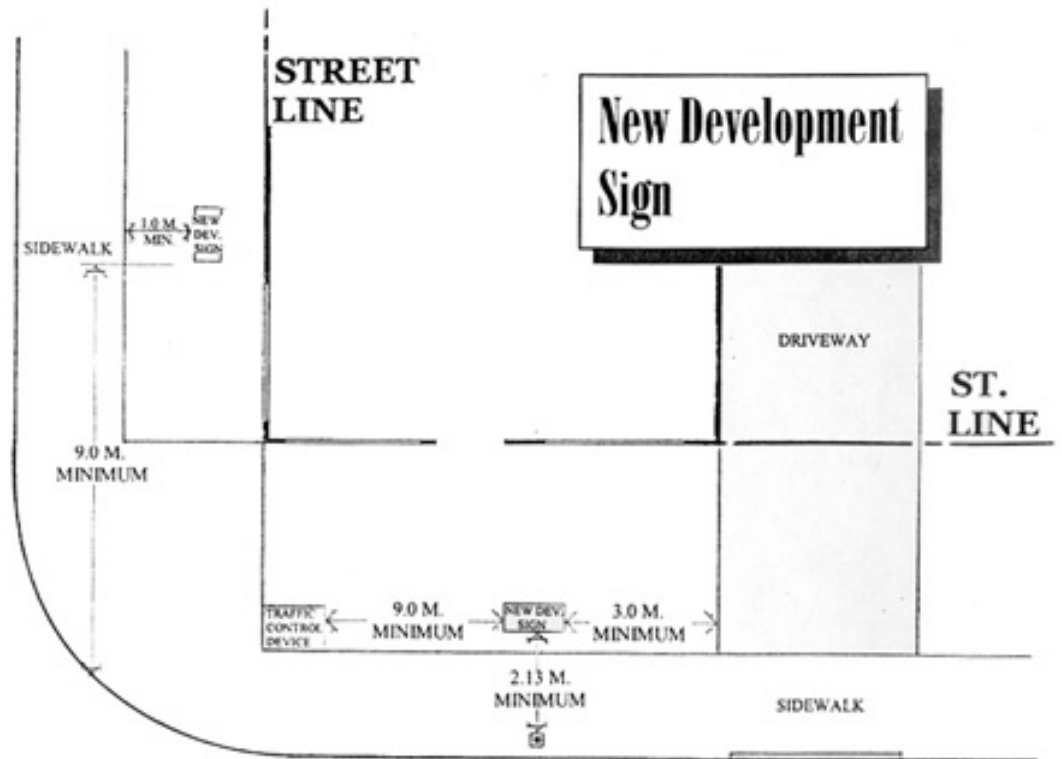 STREET
LINE
New Development
Sign
1.0 M.
MIN.
NEW
DEV.
SIGN
SIDEWALK
DRIVEWAY
ST.
LINE
9.0 M.
MINIMUM
TRAFFIC
CONTROL
DEVICE
9.0 M.
MINIMUM
NEW DEV.
SIGN
3.0 M.
MINIMUM
2.13 M.
MINIMUM
SIDEWALK